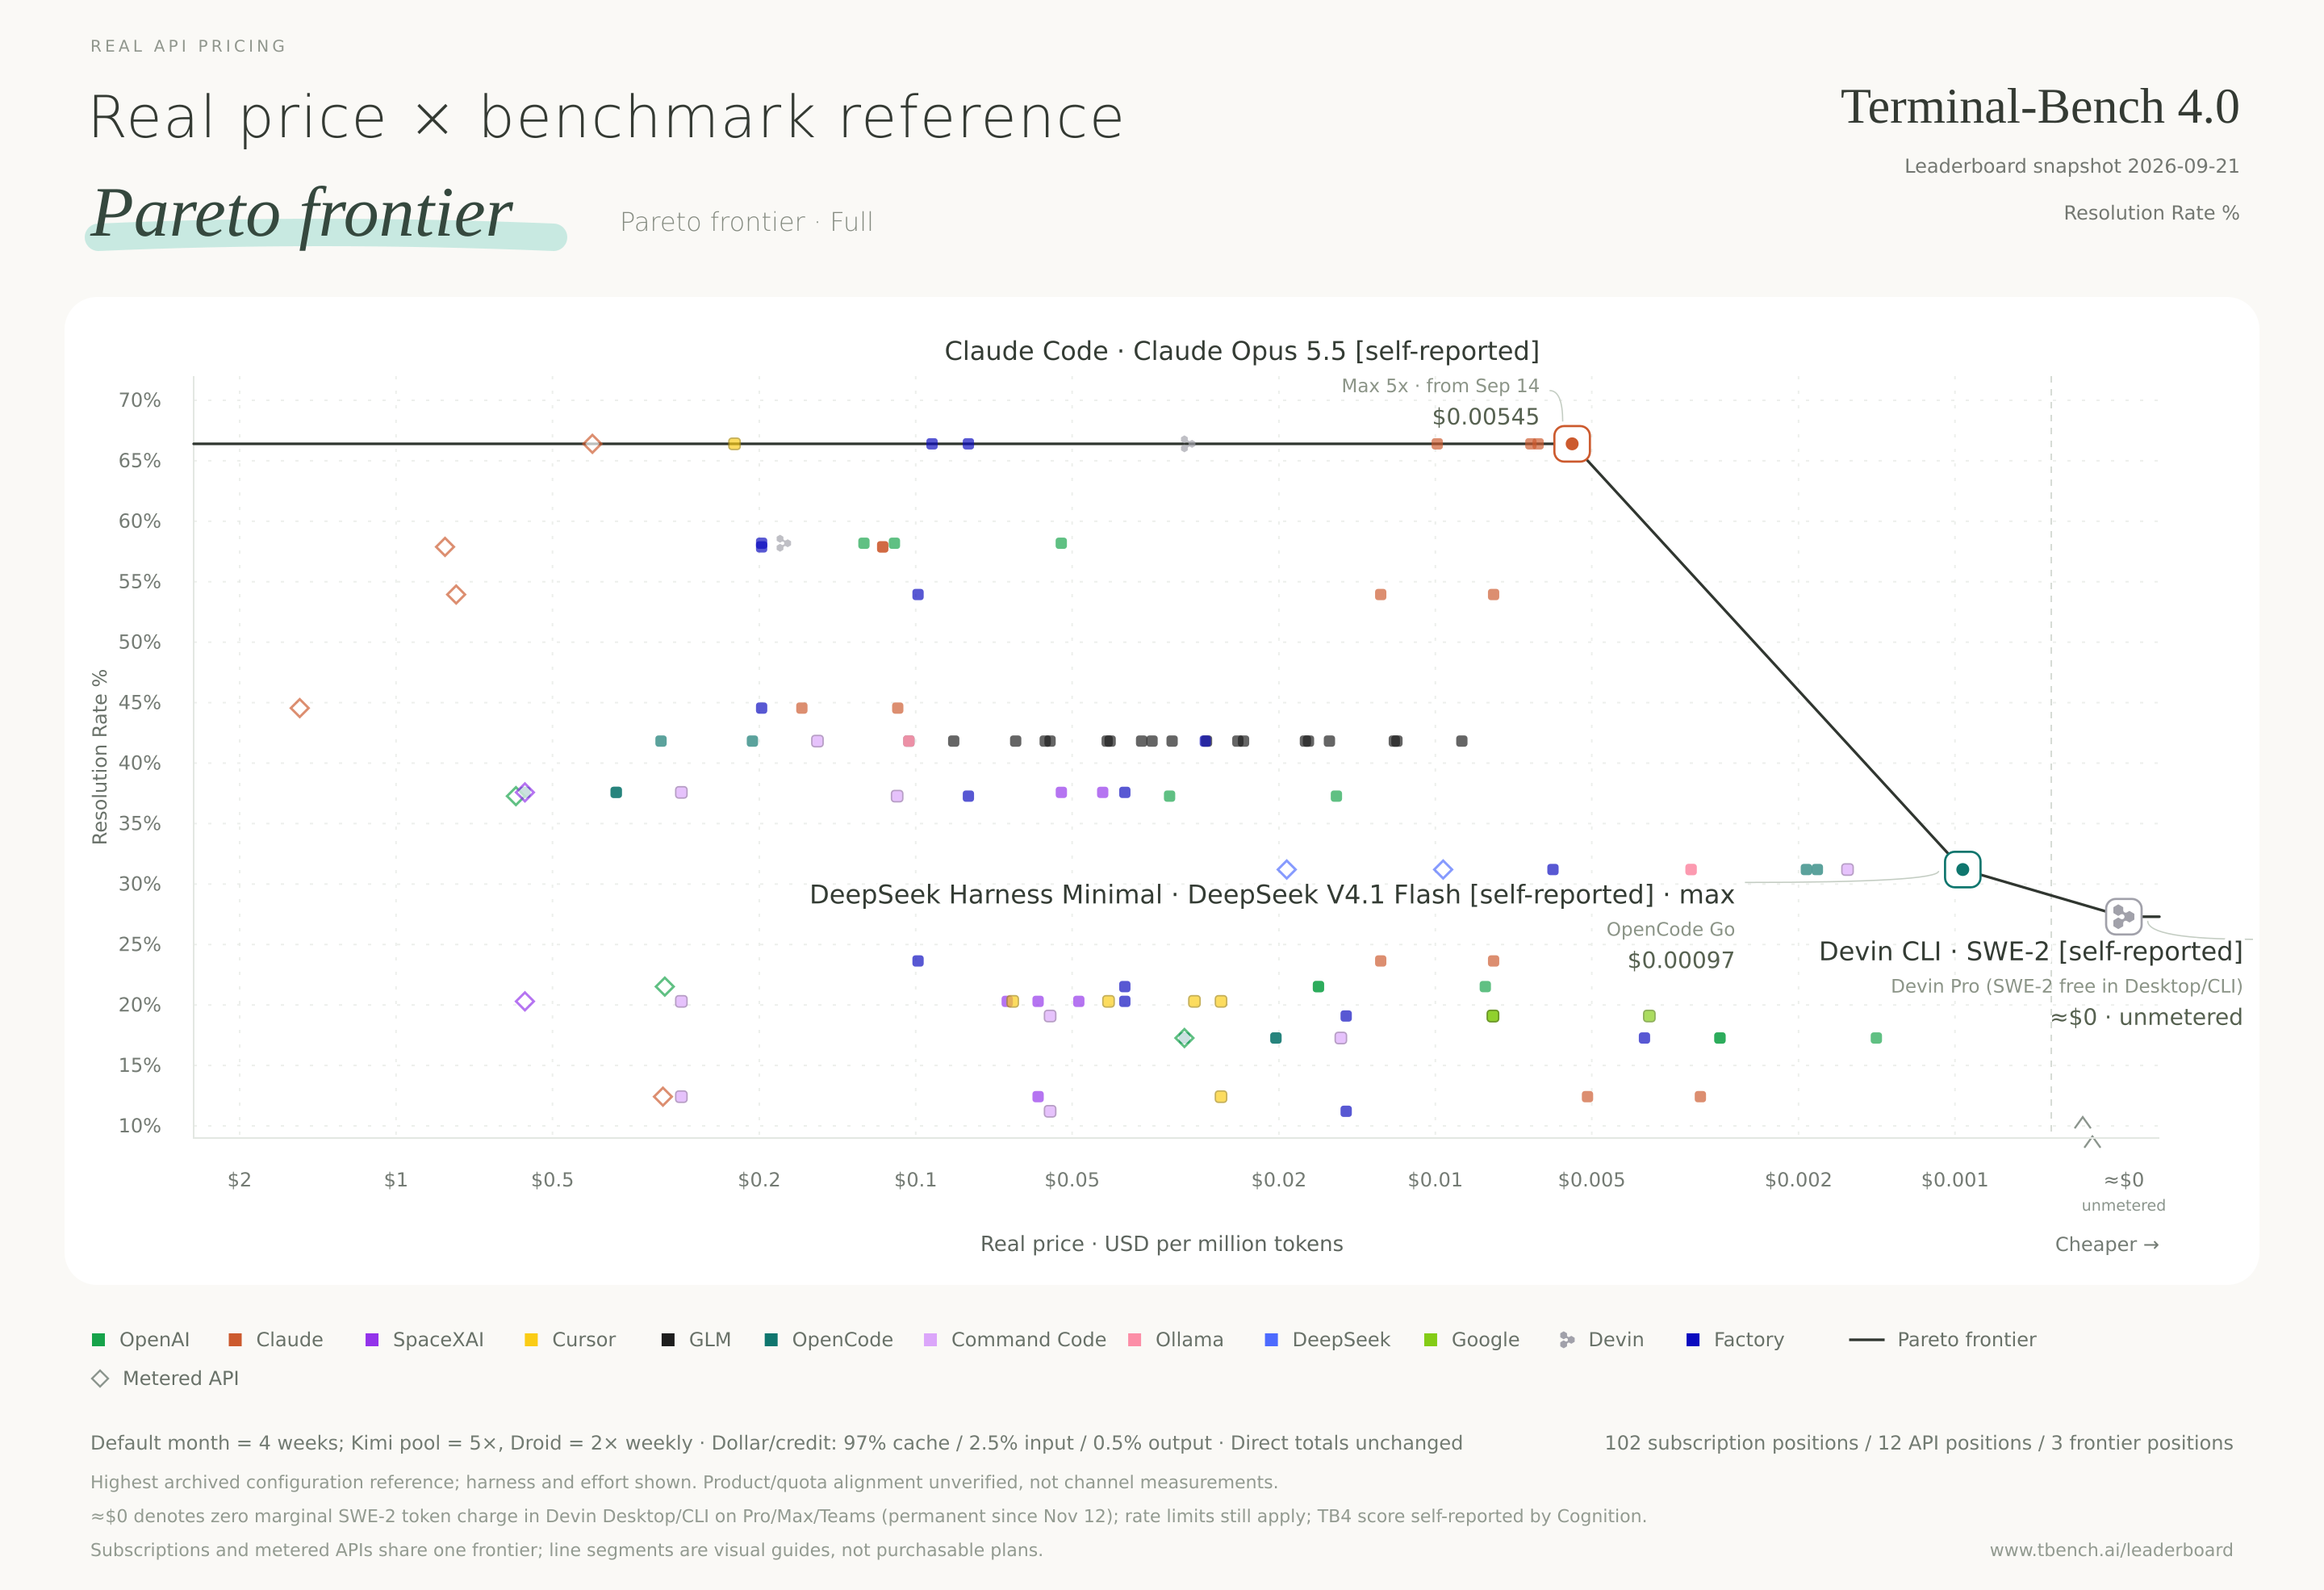 REAL API PRICING
Real price × benchmark reference
Pareto frontier
Pareto frontier · Full
Terminal-Bench 4.0
Leaderboard snapshot 2026-09-21
Resolution Rate %
Claude Code · Claude Opus 5.5 [self-reported]
Max 5x · from Sep 14
$0.00545
70%
65%
60%
55%
50%
45%
40%
35%
30%
25%
20%
15%
10%
Resolution Rate %
DeepSeek Harness Minimal · DeepSeek V4.1 Flash [self-reported] · max
OpenCode Go
$0.00097
Devin CLI · SWE-2 [self-reported]
Devin Pro (SWE-2 free in Desktop/CLI)
≈$0 · unmetered
$2
$1
$0.5
$0.2
$0.1
$0.05
$0.02
$0.01
$0.005
$0.002
$0.001
≈$0
unmetered
Real price · USD per million tokens
Cheaper →
OpenAI
Claude
SpaceXAI
Cursor
GLM
OpenCode
Command Code
Ollama
DeepSeek
Google
Devin
Factory
Pareto frontier
Metered API
Default month = 4 weeks; Kimi pool = 5×, Droid = 2× weekly · Dollar/credit: 97% cache / 2.5% input / 0.5% output · Direct totals unchanged
102 subscription positions / 12 API positions / 3 frontier positions
Highest archived configuration reference; harness and effort shown. Product/quota alignment unverified, not channel measurements.
≈$0 denotes zero marginal SWE-2 token charge in Devin Desktop/CLI on Pro/Max/Teams (permanent since Nov 12); rate limits still apply; TB4 score self-reported by Cognition.
Subscriptions and metered APIs share one frontier; line segments are visual guides, not purchasable plans.
www.tbench.ai/leaderboard